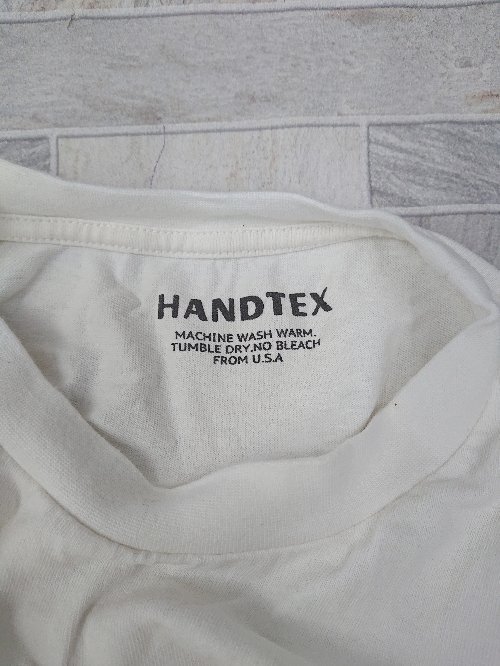 HANDTEX
MACHINE WASH WARM.
TUMBLE DRY.NO BLEACH
FROM U.S.A